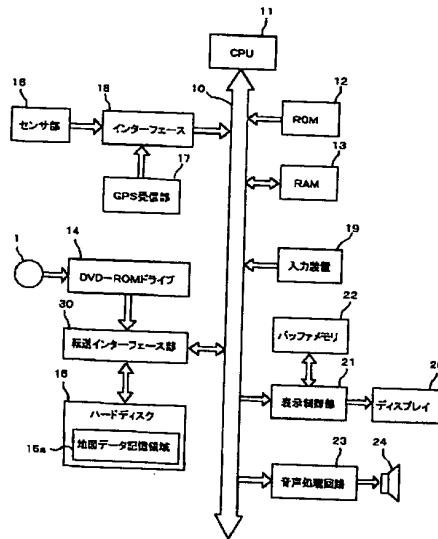 11
CPU
16
18
10
12
センサ部
インターフェース
ROM
17
13
GPS受信部
RAM
14
19
1
DVD－ROMドライブ
入力装置
30
22
転送インターフェース部
バッファメモリ
16
21
20
ハードディスク
表示制御部
ディスプレイ
15a
地図データ記憶領域
23
24
音声処理回路